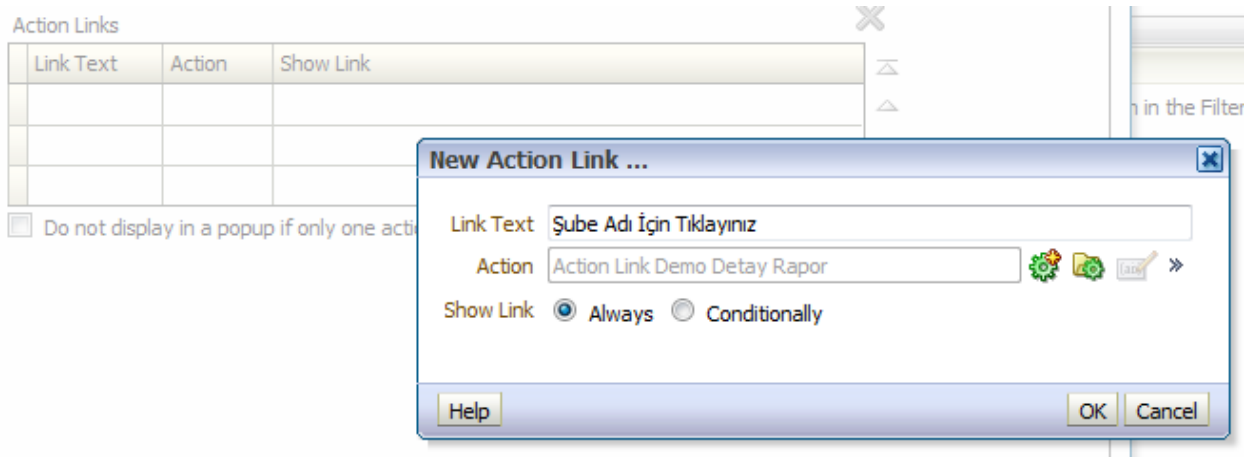 Action Links
Link Text Action Show Link
in the Filter
New Action Link ...
Link Text Şube Adı İçin Tıklayınız
Do not display in a popup if only one
Action Action Link Demo Detay Rapor
Show Link Always Conditionally
Help OK Cancel